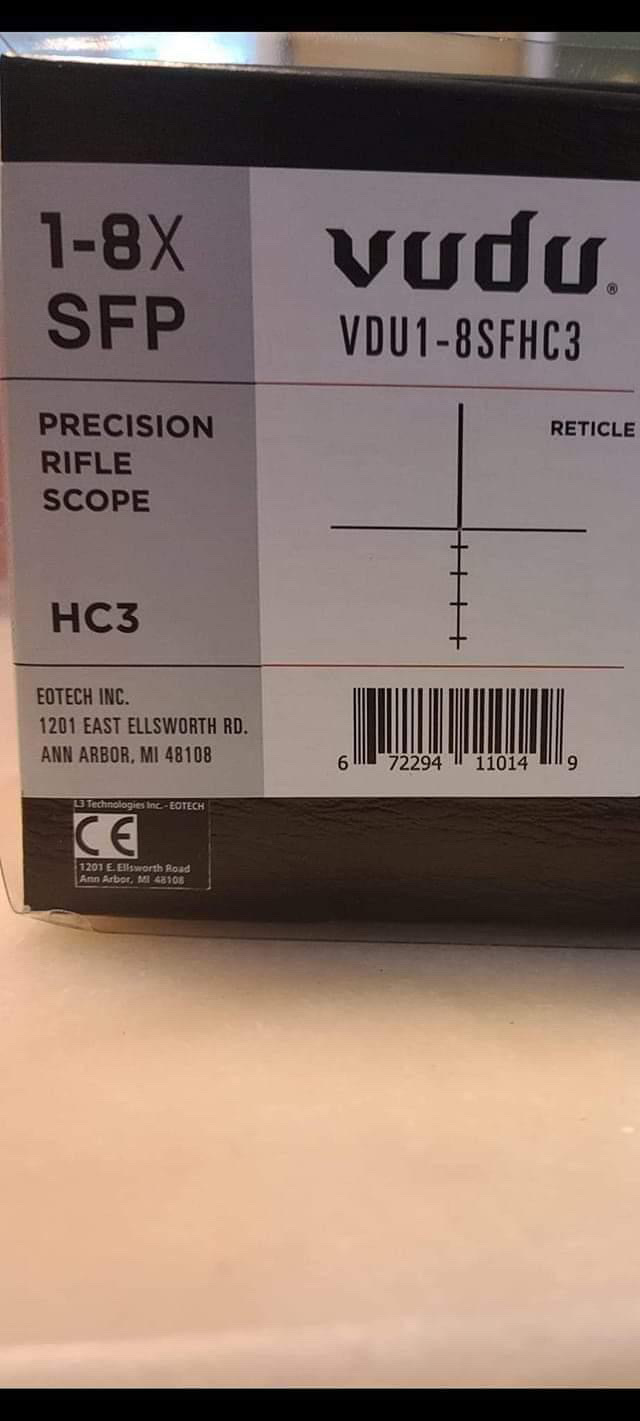 1-8X
SFP
vudu®
VDU1-8SFHC3
PRECISION
RIFLE
SCOPE
RETICLE
HC3
EOTECH INC.
1201 EAST ELLSWORTH RD.
ANN ARBOR, MI 48108
6 72294 11014 9
L3 Technologies Inc. - EOTECH
CE
1201 E. Ellsworth Road
Ann Arbor, MI 48108